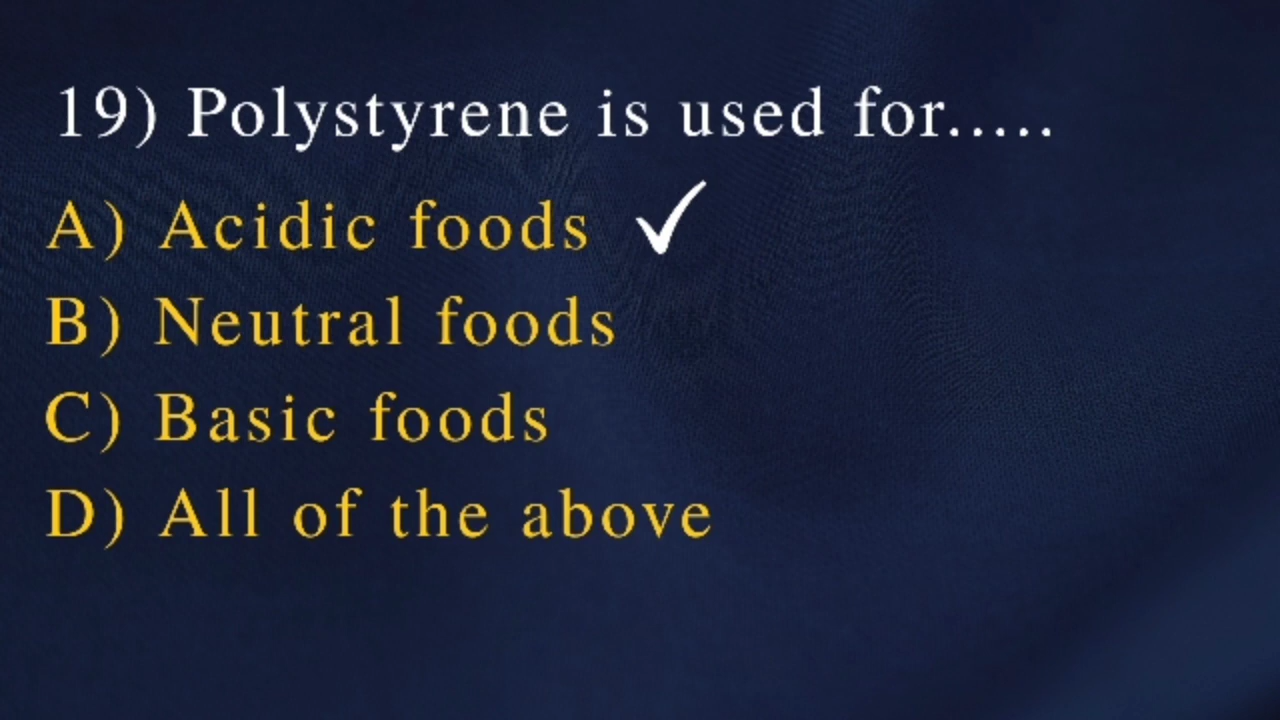 19) Polystyrene is used for.....
A) Acidic foods ✓
B) Neutral foods
C) Basic foods
D) All of the above